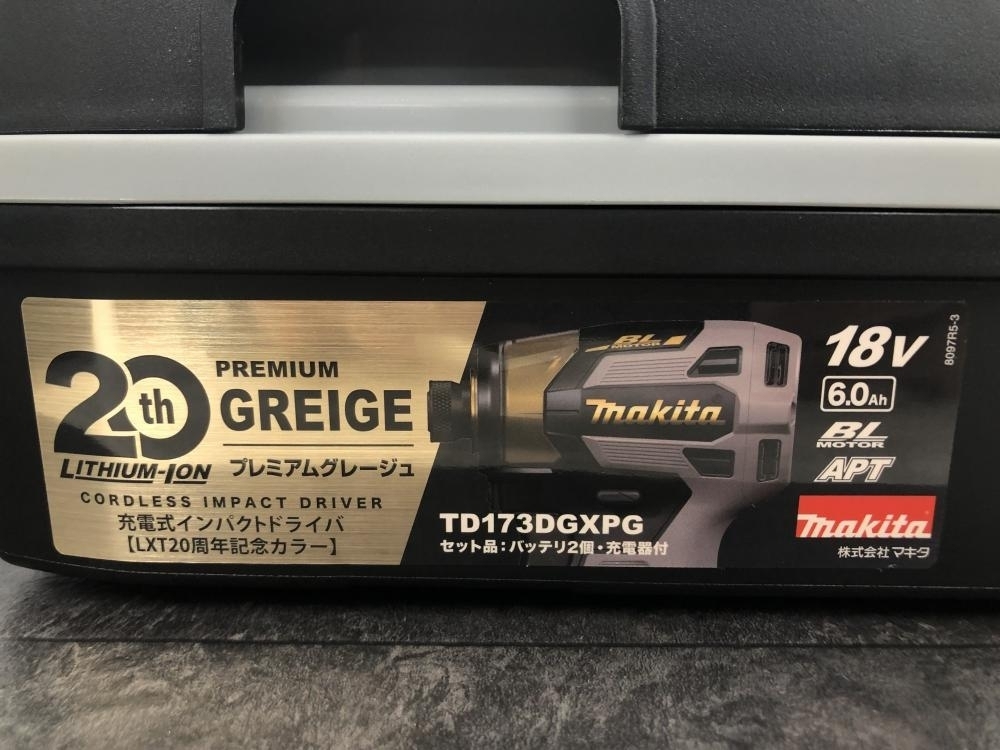 20th
LITHIUM-ION
PREMIUM
GREIGE
プレミアムグレージュ
CORDLESS IMPACT DRIVER
充電式インパクトドライバ
【LXT20周年記念カラー】
BL
MOTOR
makita
TD173DGXPG
セット品：バッテリ2個・充電器付
18V
6.0Ah
BL
MOTOR
APT
makita
株式会社マキタ
8097R5-3